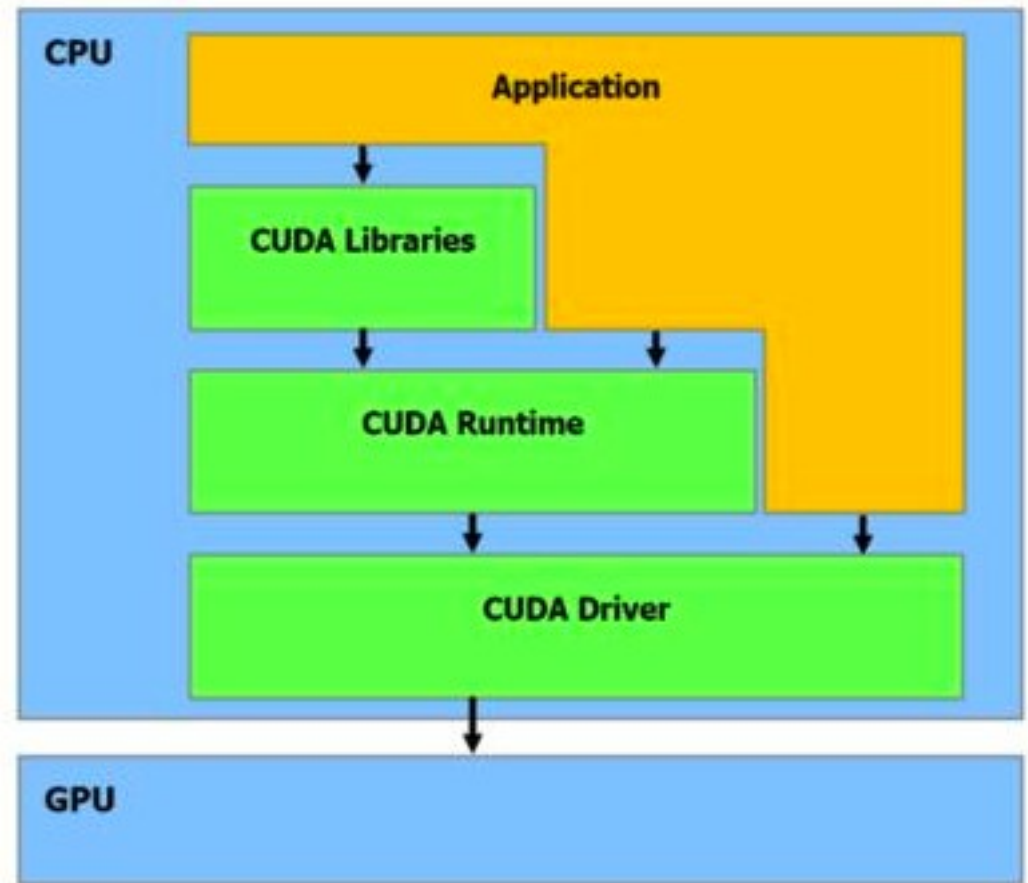 CPU
Application
CUDA Libraries
CUDA Runtime
CUDA Driver
GPU